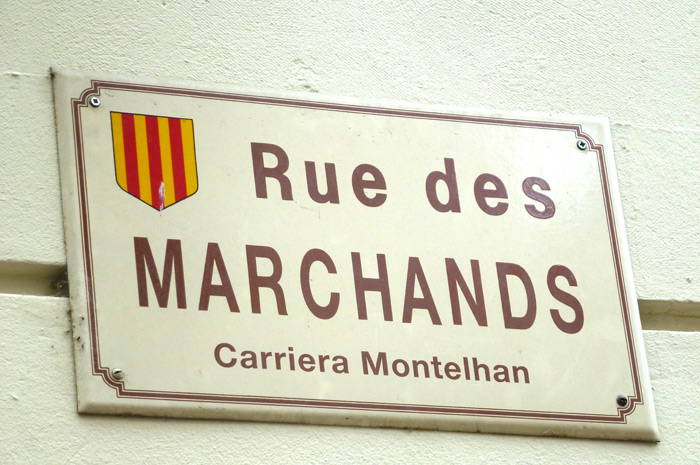 Rue des
MARCHANDS
Carriera Montelhan